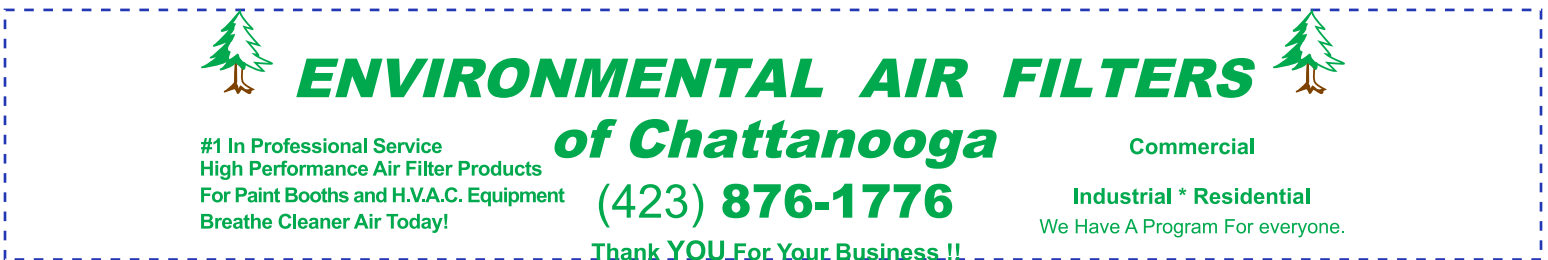 ENVIRONMENTAL AIR FILTERS
of Chattanooga
(423) 876-1776
Thank YOU For Your Business !!
#1 In Professional Service
High Performance Air Filter Products
For Paint Booths and H.V.A.C. Equipment
Breathe Cleaner Air Today!
Commercial
Industrial * Residential
We Have A Program For everyone.